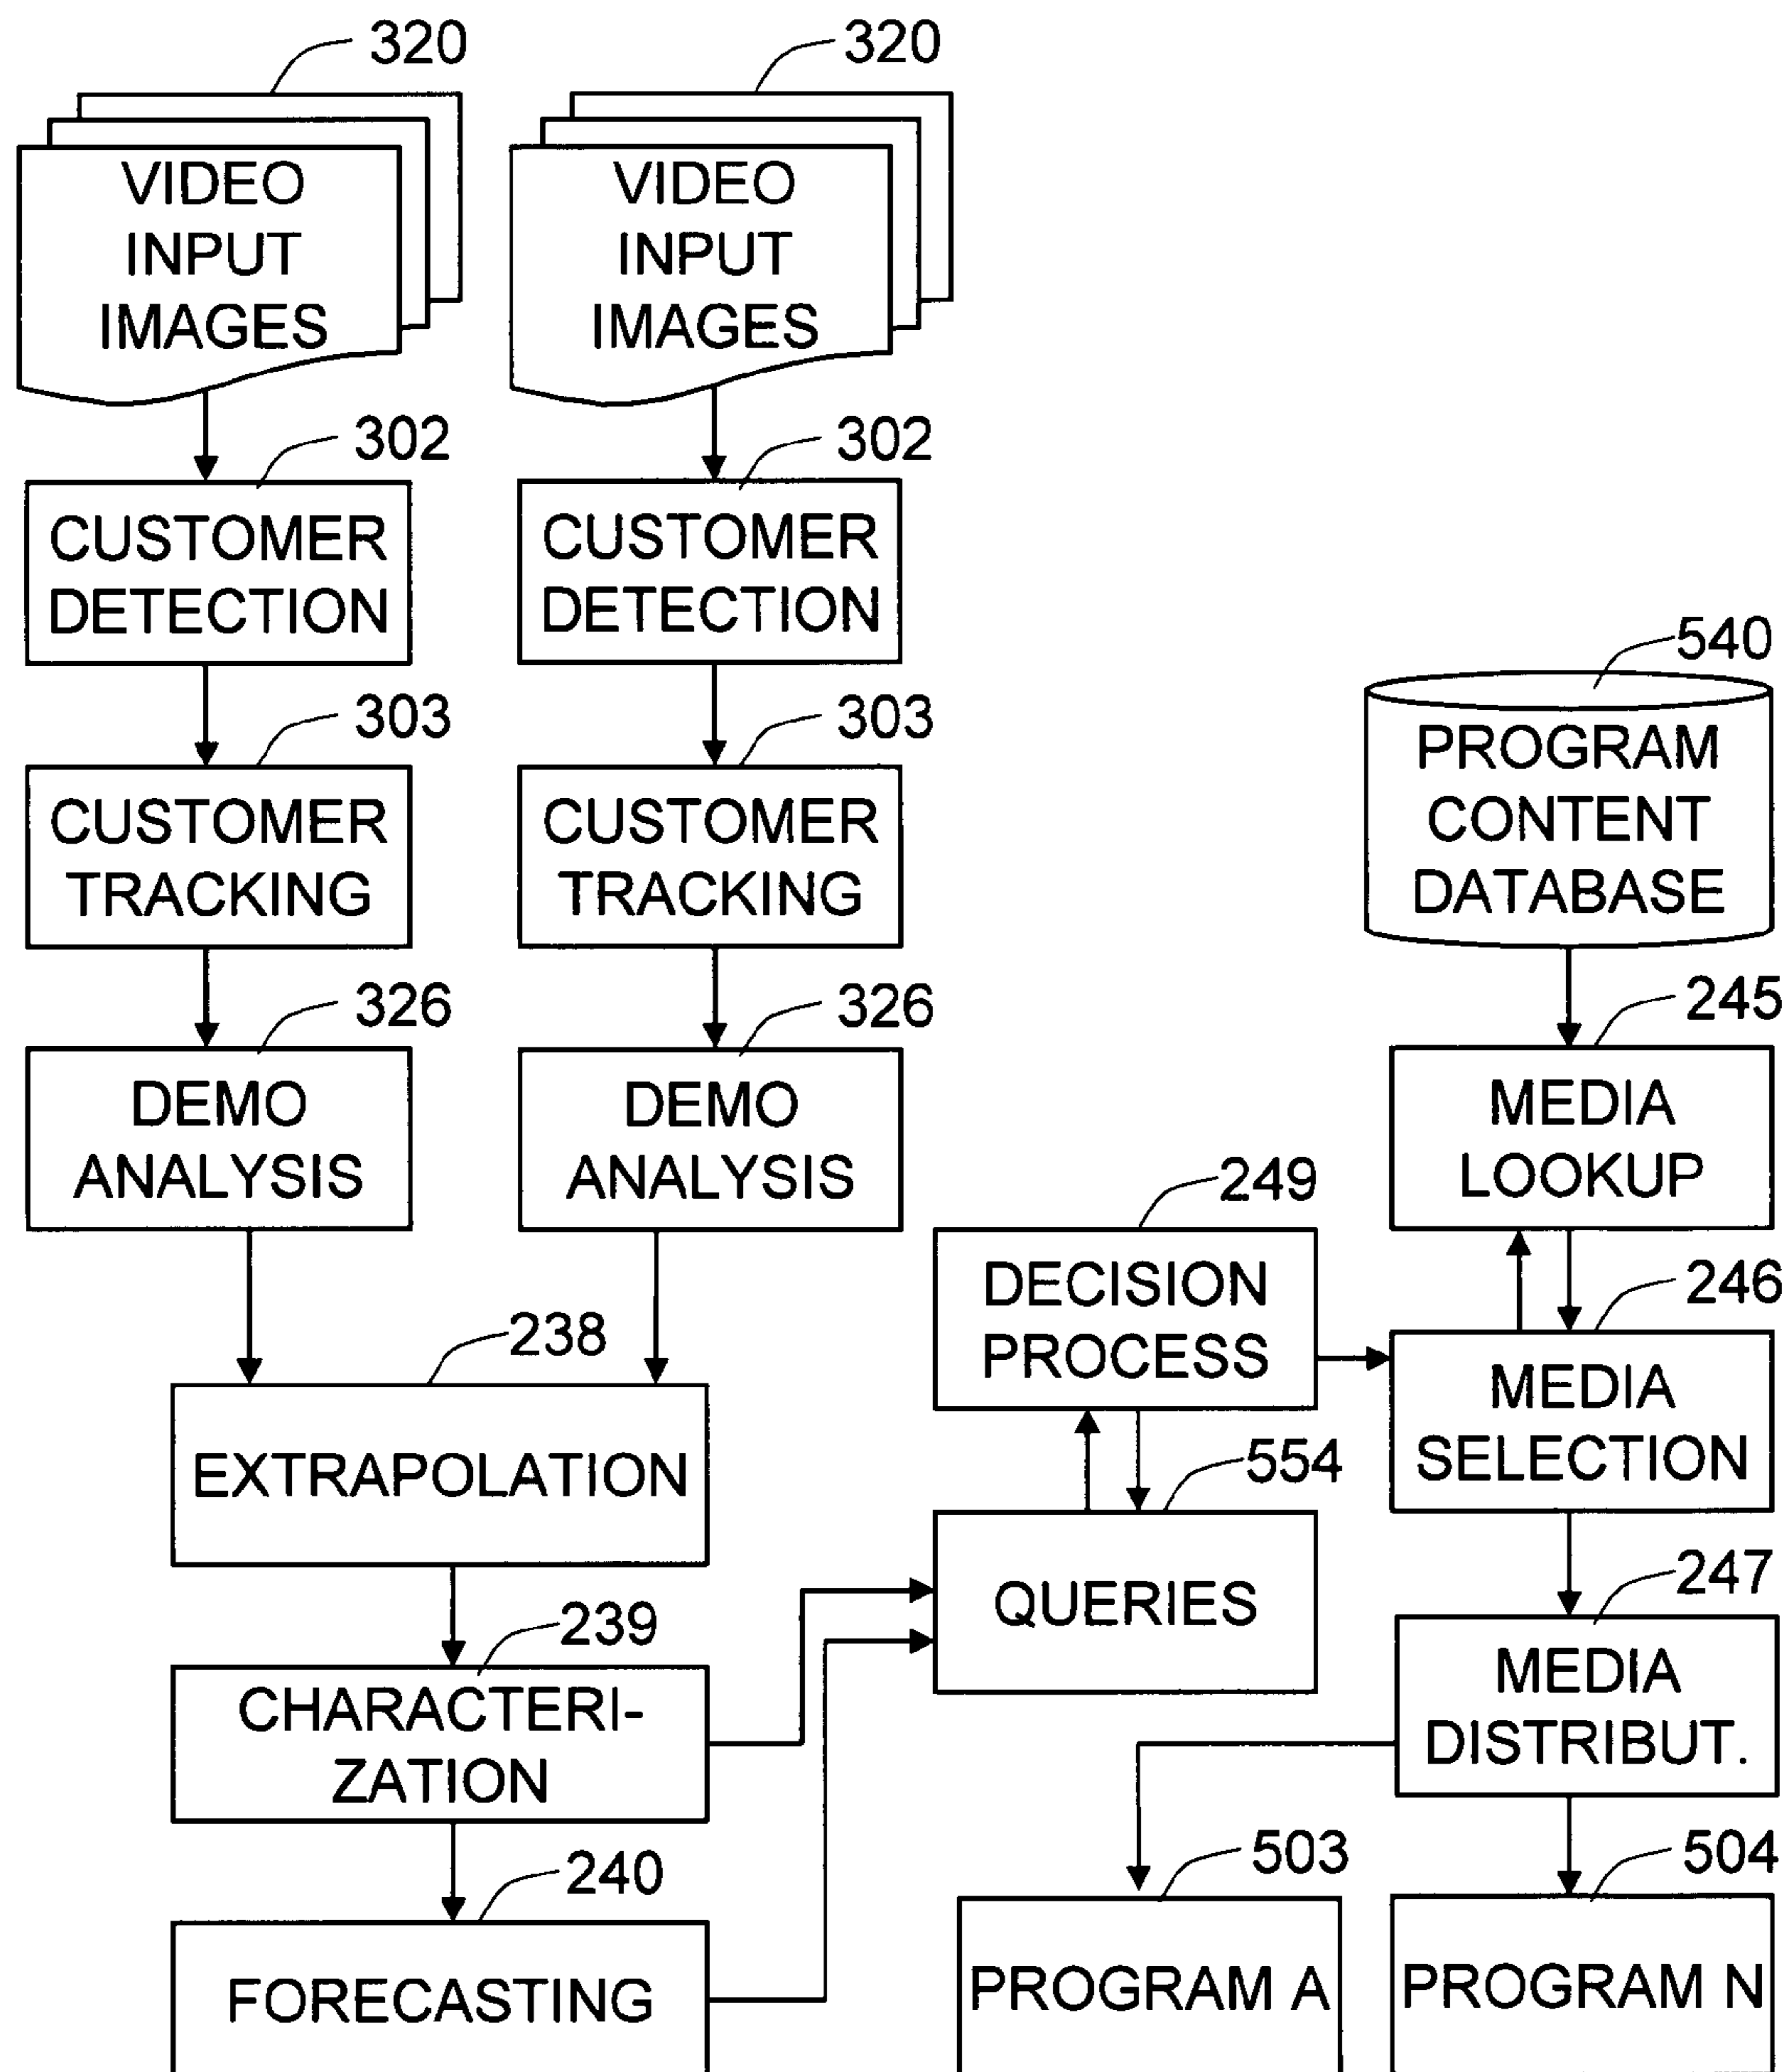 320
320
VIDEO
INPUT
IMAGES
VIDEO
INPUT
IMAGES
302
302
CUSTOMER
DETECTION
CUSTOMER
DETECTION
540
303
303
PROGRAM
CONTENT
DATABASE
CUSTOMER
TRACKING
CUSTOMER
TRACKING
326
326
245
DEMO
ANALYSIS
DEMO
ANALYSIS
MEDIA
LOOKUP
249
DECISION
PROCESS
246
238
MEDIA
SELECTION
EXTRAPOLATION
554
QUERIES
247
239
MEDIA
DISTRIBUT.
CHARACTERI-
ZATION
240
503
504
FORECASTING
PROGRAM A
PROGRAM N